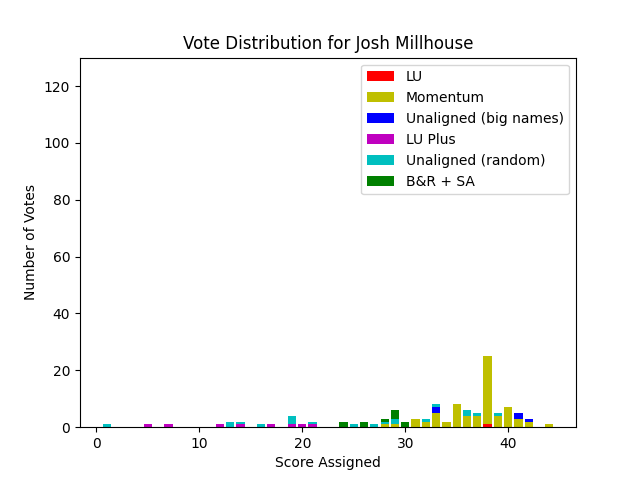 Vote Distribution for Josh Millhouse
LU
Momentum
Unaligned (big names)
LU Plus
Unaligned (random)
B&R + SA
Number of Votes
120
100
80
60
40
20
0
0 10 20 30 40
Score Assigned